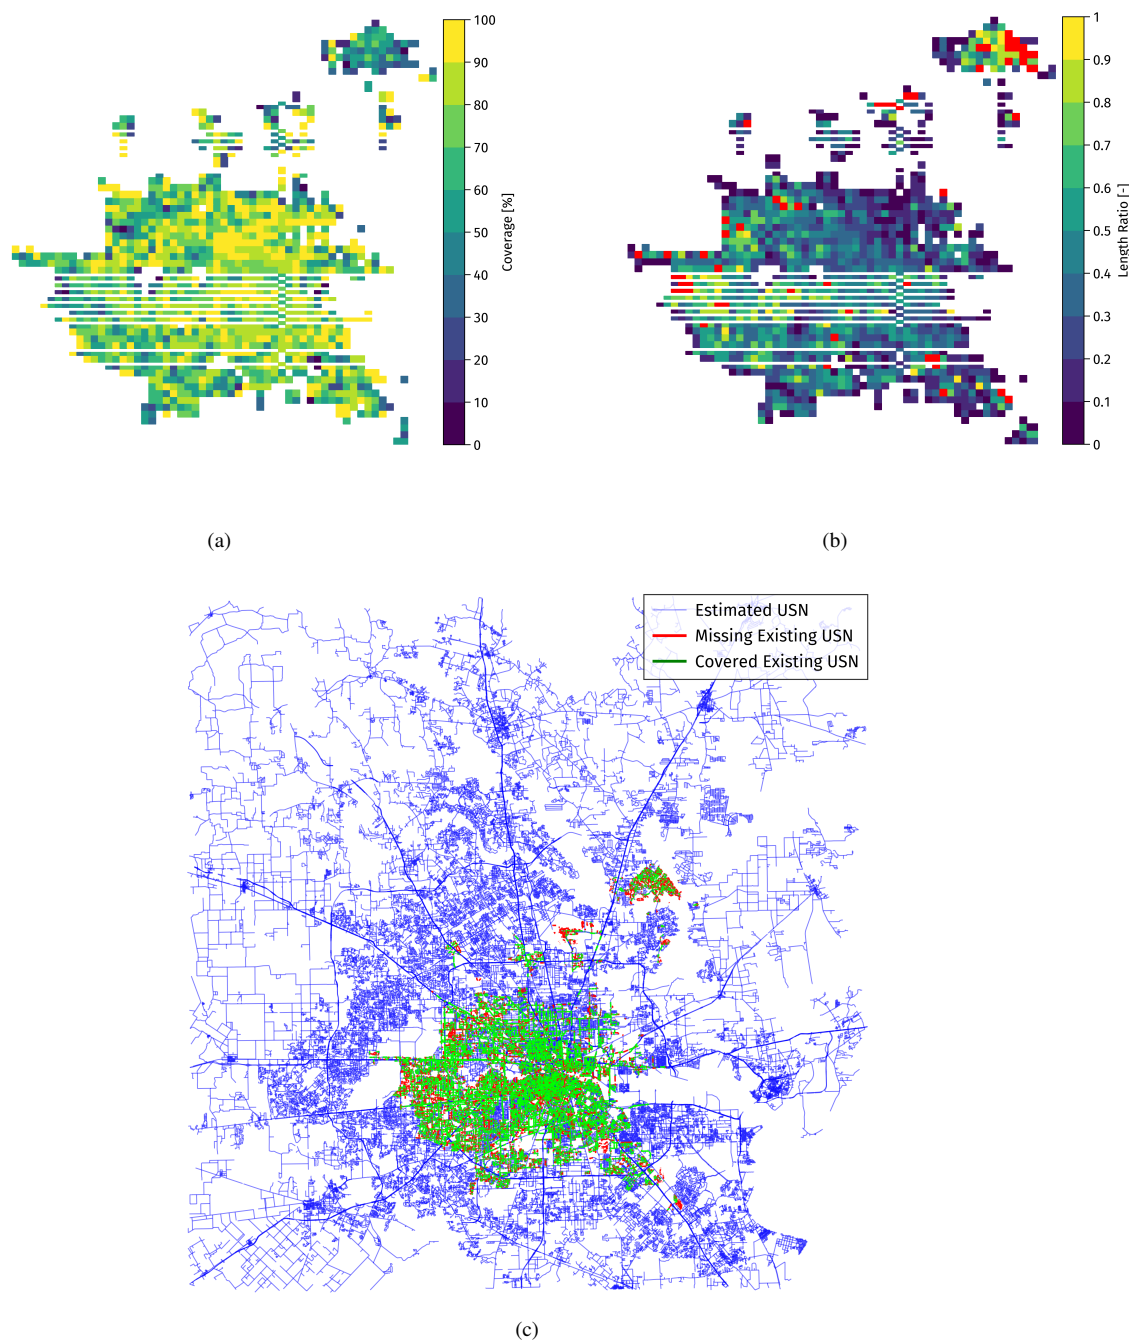 100
90
80
70
60
50
40
30
20
10
0
Coverage [%]
1
0.9
0.8
0.7
0.6
0.5
0.4
0.3
0.2
0.1
0
Length Ratio [-]
(a)
(b)
Estimated USN
Missing Existing USN
Covered Existing USN
(c)